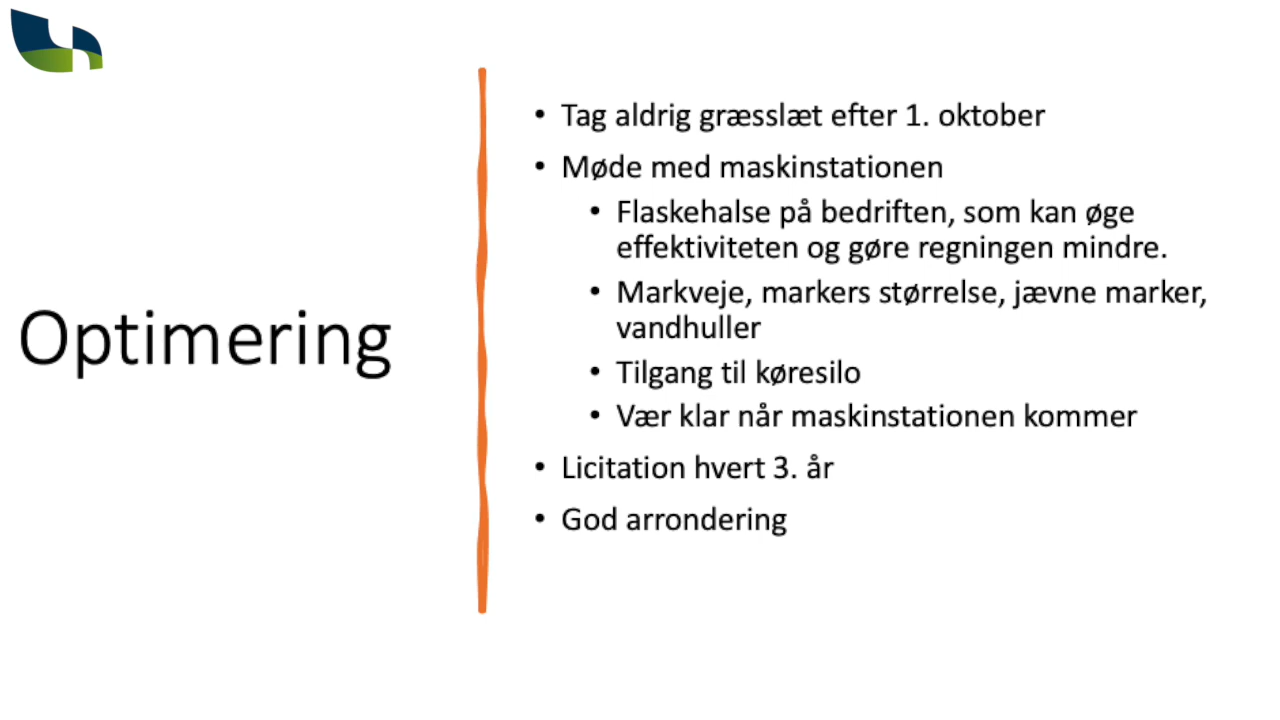 Optimering
• Tag aldrig græsslæt efter 1. oktober
• Møde med maskinstationen
• Flaskehalse på bedriften, som kan øge
effektiviteten og gøre regningen mindre.
• Markveje, markers størrelse, jævne marker,
vandhuller
• Tilgang til køresilo
• Vær klar når maskinstationen kommer
• Licitation hvert 3. år
• God arrondering